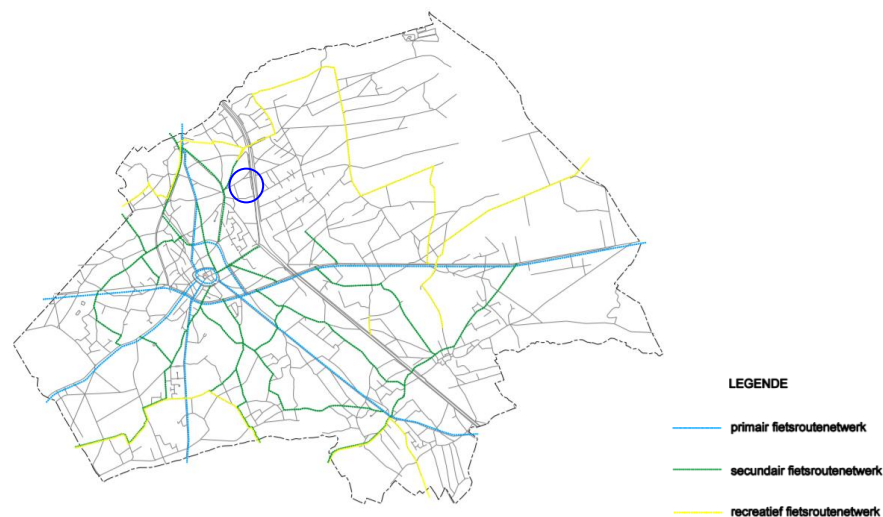 LEGENDE
primair fietsroutenetwerk
secundair fietsroutenetwerk
recreatief fietsroutenetwerk